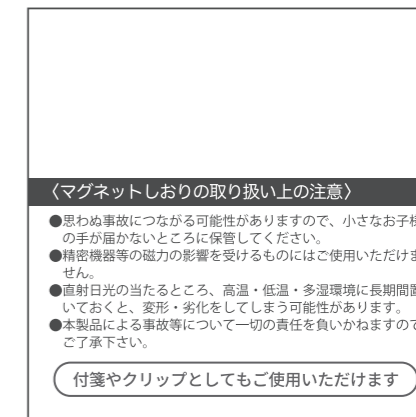 〈マグネットしおりの取り扱い上の注意〉
●思わぬ事故につながる可能性がありますので、小さなお子様
の手が届かないところに保管してください。
●精密機器等の磁力の影響を受けるものにはご使用いただけま
せん。
●直射日光の当たるところ、高温・低温・多湿環境に長期間置
いておくと、変形・劣化をしてしまう可能性があります。
●本製品による事故等について一切の責任を負いかねますので
ご了承下さい。
付箋やクリップとしてもご使用いただけます